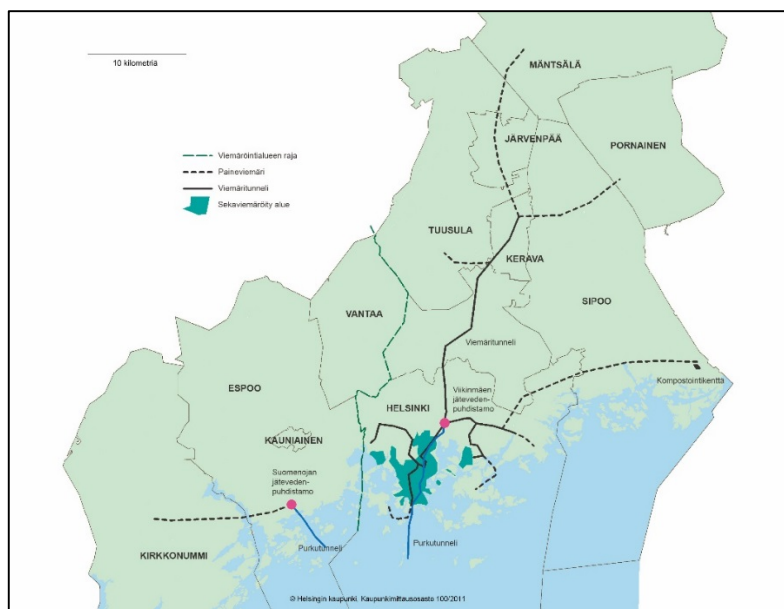 MÄNTSÄLÄ
10 kilometriä
JÄRVENPÄÄ
PORNAINEN
Viemäröintialueen raja
Paineviemäri
Viemäritunneli
Sekaviemäröity alue
TUUSULA
KERAVA
SIPOO
VANTAA
Viemäritunneli
Kompostointikenttä
ESPOO
HELSINKI
Viikinmäen
jäteveden-
puhdistamo
KAUNIAINEN
Suomenojan
jäteveden-
puhdistamo
Purkutunneli
Purkutunneli
KIRKKONUMMI
© Helsingin kaupunki, Kaupunkimittausosasto 100/2011